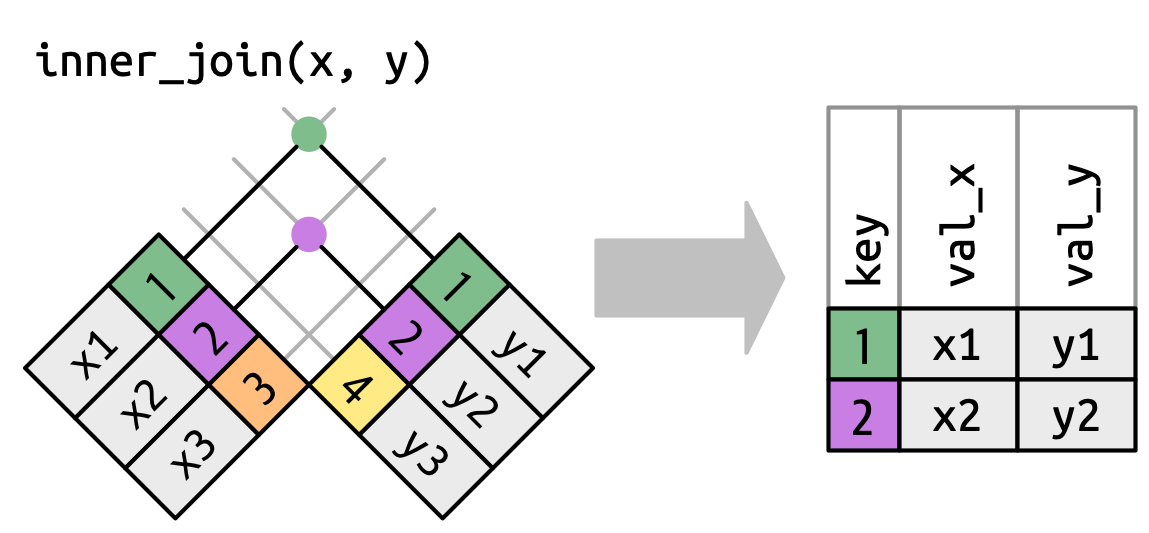 inner_join(x, y)
1 x1
2 x2
3 x3
1 y1
2 y2
4 y3
key val_x val_y
1 x1 y1
2 x2 y2